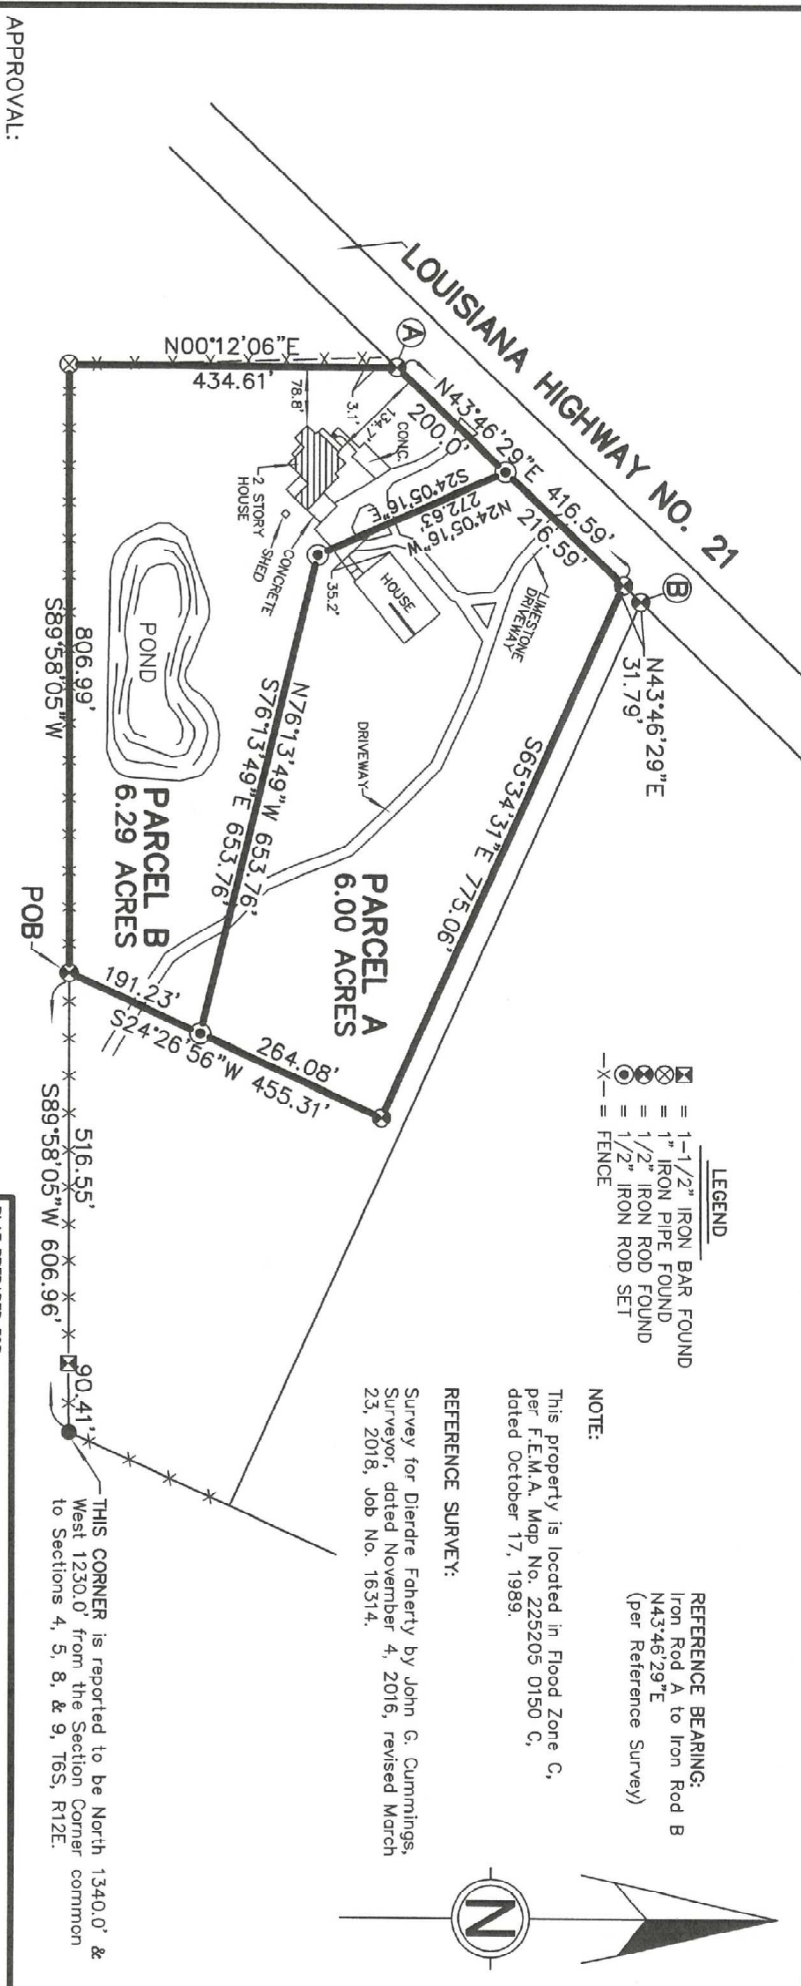 APPROVAL:
LOUISIANA HIGHWAY NO. 21
A
B
N43°46'29"E
31.79'
N43°46'29"E 416.59'
200.0'
216.59'
N00°12'06"E
434.61'
78.8'
3.1'
134.7'
CONC.
S24°05'16"E
272.63'
N24°05'16"W
2 STORY
HOUSE
SHED
CONCRETE
35.2'
HOUSE
LIMESTONE
DRIVEWAY
DRIVEWAY
S65°34'31"E 775.06'
N76°13'49"W 653.76'
S76°13'49"E 653.76'
POND
PARCEL A
6.00 ACRES
PARCEL B
6.29 ACRES
806.99'
S89°58'05"W
POB
191.23'
264.08'
S24°26'56"W 455.31'
516.55'
90.41'
S89°58'05"W 606.96'
LEGEND
= 1-1/2" IRON BAR FOUND
= 1" IRON PIPE FOUND
= 1/2" IRON ROD FOUND
= 1/2" IRON ROD SET
-X- = FENCE
REFERENCE BEARING:
Iron Rod A to Iron Rod B
N43°46'29"E
(per Reference Survey)
NOTE:
This property is located in Flood Zone C,
per F.E.M.A. Map No. 225205 0150 C,
dated October 17, 1989.
REFERENCE SURVEY:
Survey for Dierdre Faherty by John G. Cummings,
Surveyor, dated November 4, 2016, revised March
23, 2018, Job No. 16314.
THIS CORNER is reported to be North 1340.0' &
West 1230.0' from the Section Corner common
to Sections 4, 5, 8, & 9, T6S, R12E.
N